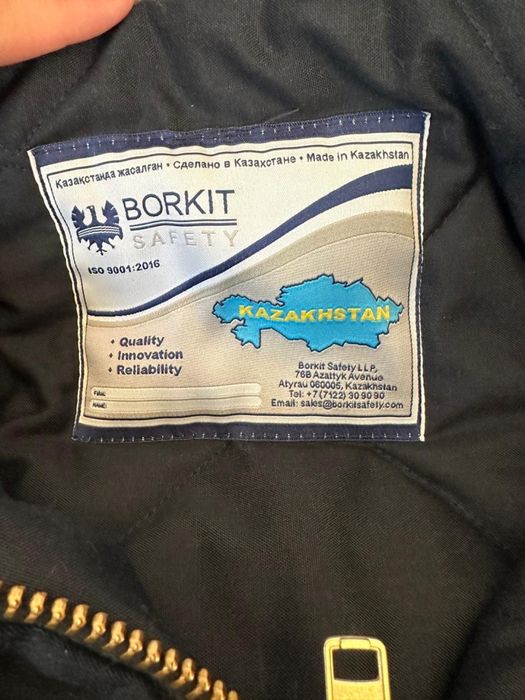 Қазақстанда жасалған • Сделано в Казахстане • Made in Kazakhstan
BORKIT
SAFETY
ISO 9001:2016
KAZAKHSTAN
• Quality
• Innovation
• Reliability
Borkit Safety LLP,
76B Azattyk Avenue
Atyrau 060005, Kazakhstan
Tel: +7(7122) 30 90 90
Email: sales@borkitsafety.com
NAME: